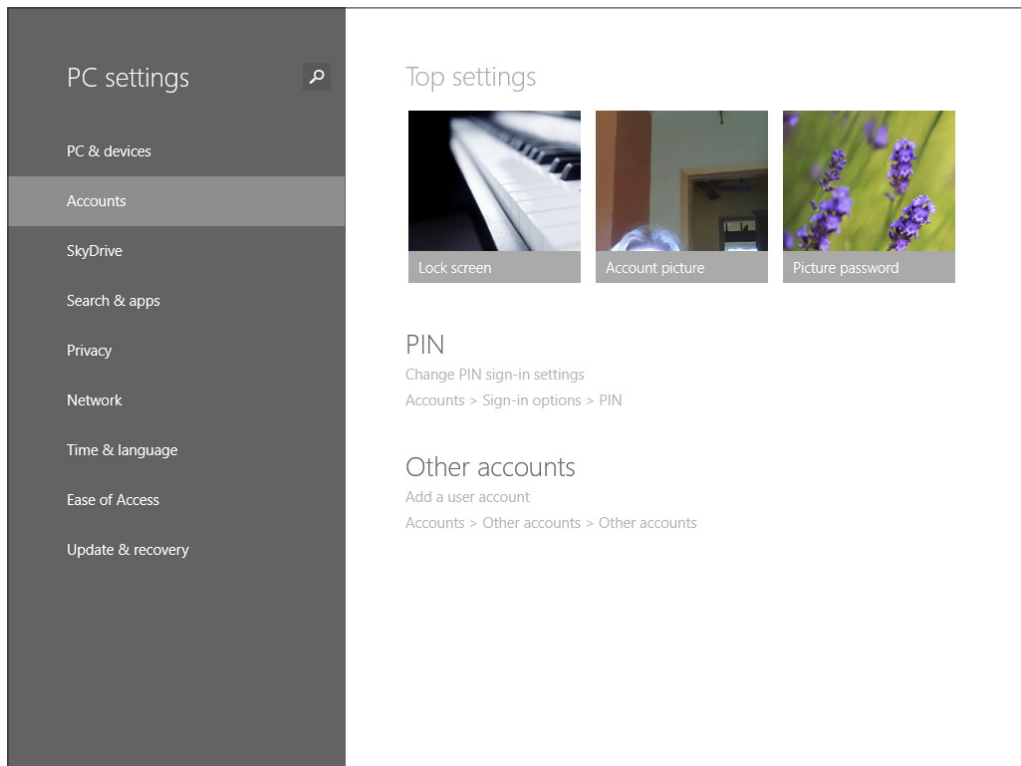 PC settings
PC & devices
Accounts
SkyDrive
Search & apps
Privacy
Network
Time & language
Ease of Access
Update & recovery
Top settings
Lock screen
Account picture
Picture password
PIN
Change PIN sign-in settings
Accounts > Sign-in options > PIN
Other accounts
Add a user account
Accounts > Other accounts > Other accounts